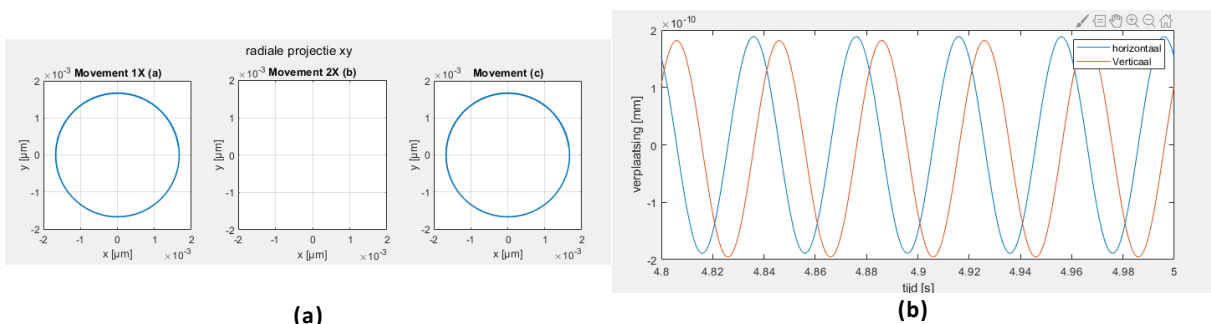 radiale projectie xy
×10⁻³ Movement 1X (a)
2
1
0
-1
-2
y [µm]
-2 -1 0 1 2
x [µm] ×10⁻³
×10⁻³ Movement 2X (b)
2
1
0
-1
-2
y [µm]
-2 -1 0 1 2
x [µm] ×10⁻³
×10⁻³ Movement (c)
2
1
0
-1
-2
y [µm]
-2 -1 0 1 2
x [µm] ×10⁻³
(a)
×10⁻¹⁰
2
1
0
-1
-2
verplaatsing [mm]
horizontaal
Verticaal
4.8 4.82 4.84 4.86 4.88 4.9 4.92 4.94 4.96 4.98 5
tijd [s]
(b)